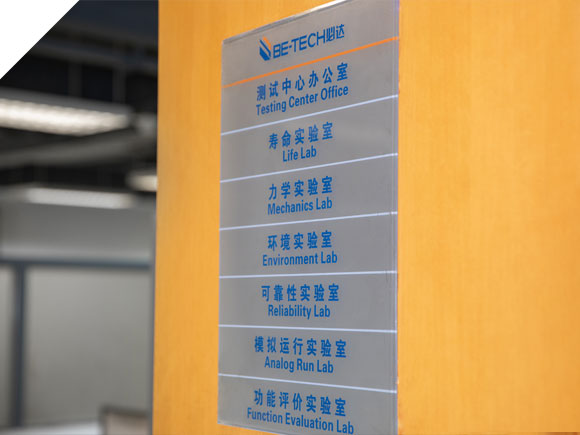 BE-TECH必达
测试中心办公室
Testing Center Office
寿命实验室
Life Lab
力学实验室
Mechanics Lab
环境实验室
Environment Lab
可靠性实验室
Reliability Lab
模拟运行实验室
Analog Run Lab
功能评价实验室
Function Evaluation Lab